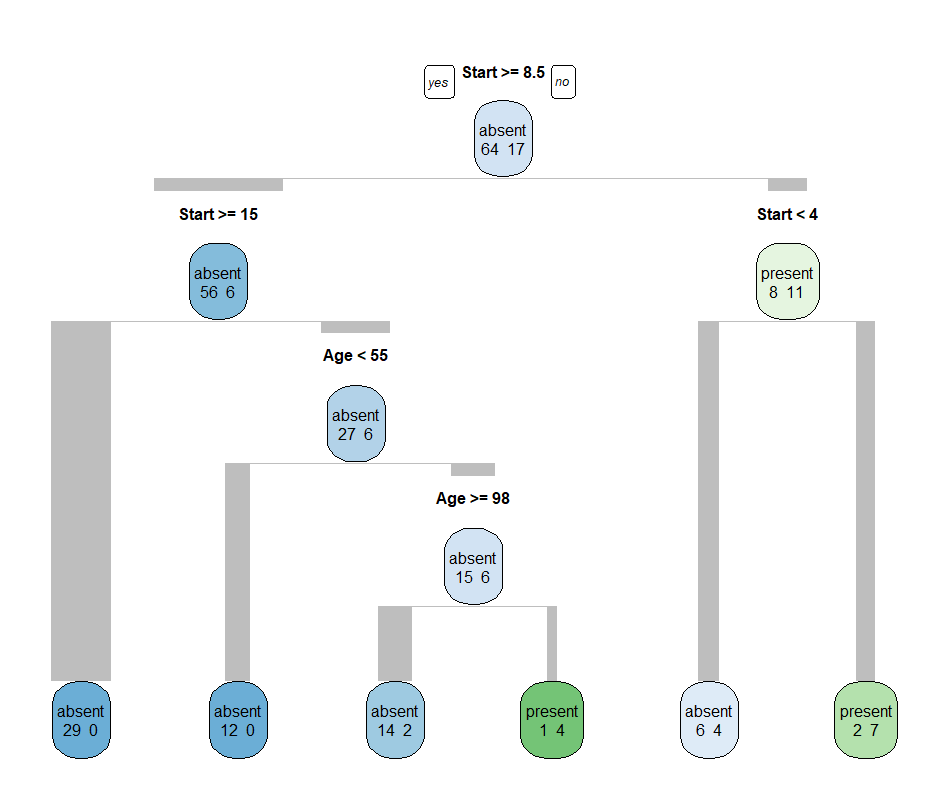 yes Start >= 8.5 no
absent
64 17
Start >= 15
Start < 4
absent
56 6
present
8 11
Age < 55
absent
27 6
Age >= 98
absent
15 6
absent
29 0
absent
12 0
absent
14 2
present
1 4
absent
6 4
present
2 7